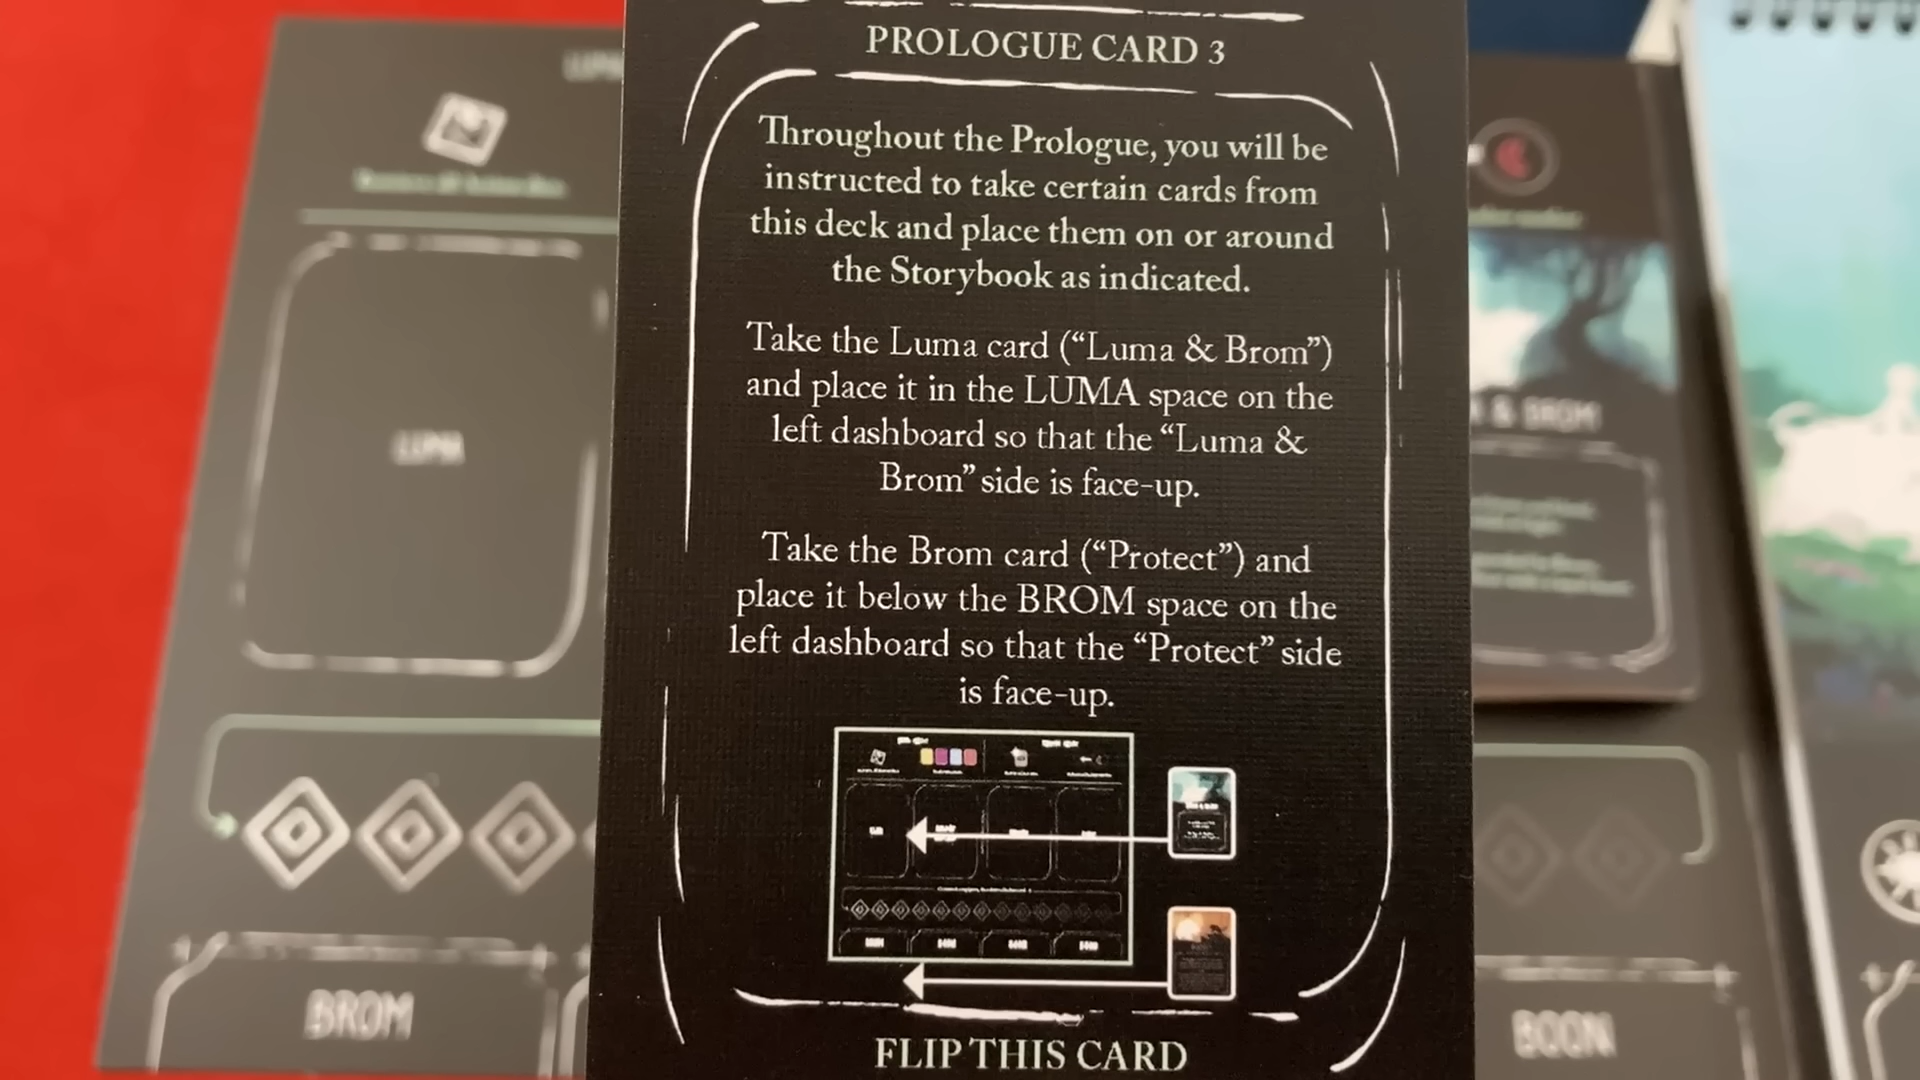 PROLOGUE CARD 3
Throughout the Prologue, you will be
instructed to take certain cards from
this deck and place them on or around
the Storybook as indicated.
Take the Luma card (“Luma & Brom”)
and place it in the LUMA space on the
left dashboard so that the “Luma &
Brom” side is face-up.
Take the Brom card (“Protect”) and
place it below the BROM space on the
left dashboard so that the “Protect” side
is face-up.
FLIP THIS CARD
LUMA
BROM
& BROM
BOON